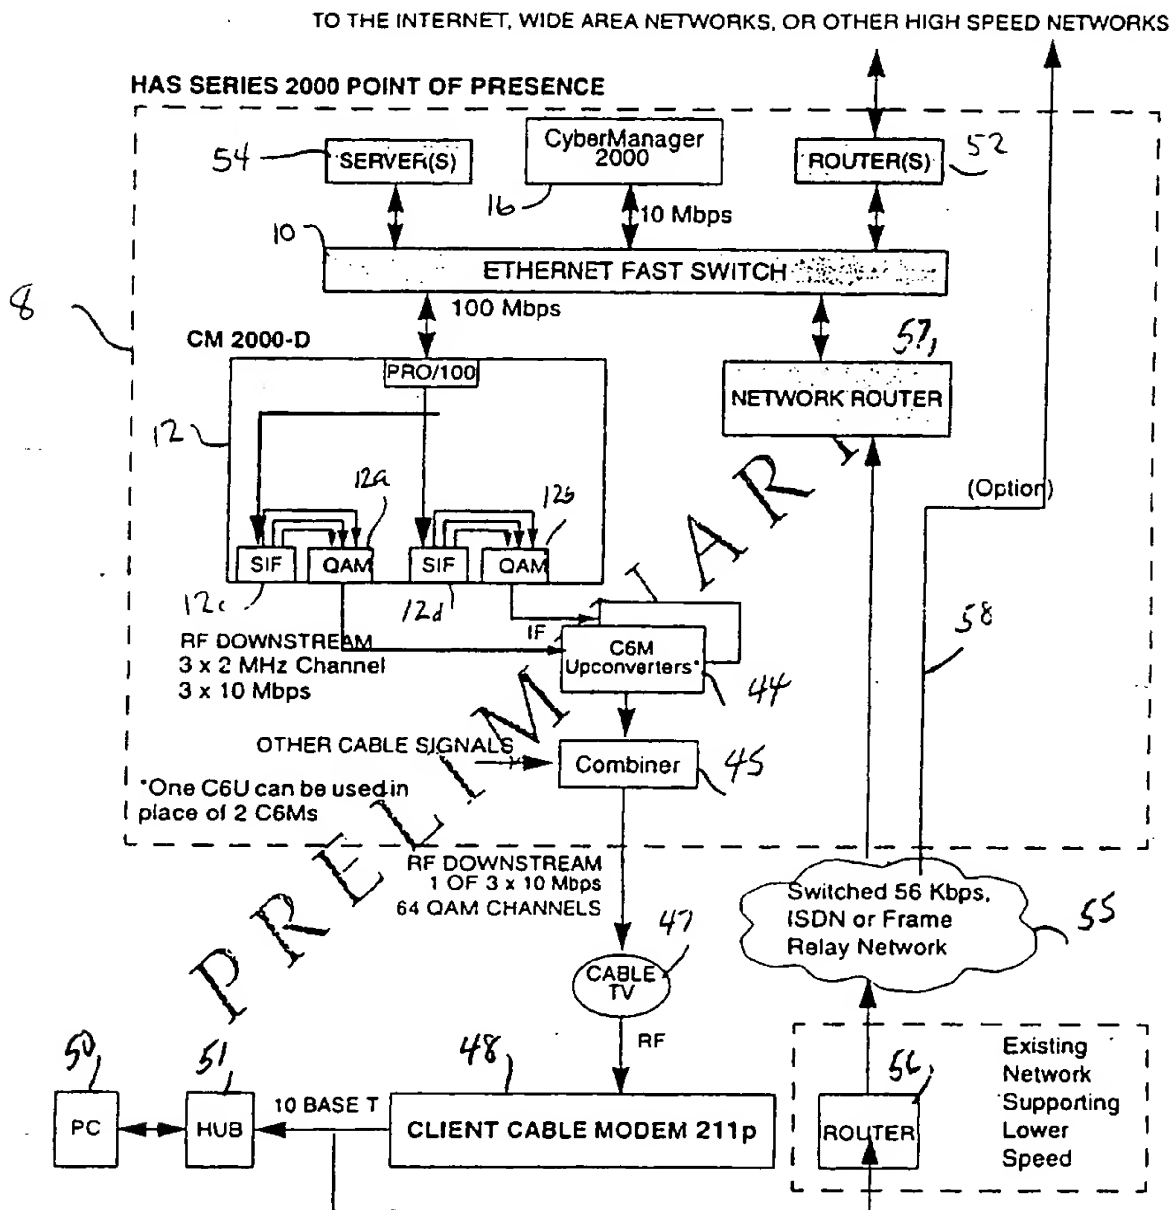 TO THE INTERNET, WIDE AREA NETWORKS, OR OTHER HIGH SPEED NETWORKS
HAS SERIES 2000 POINT OF PRESENCE
54
SERVER(S)
CyberManager
2000
16
ROUTER(S)
52
10 Mbps
10
ETHERNET FAST SWITCH
8
100 Mbps
CM 2000-D
PRO/100
57
NETWORK ROUTER
12
12a
12b
(Option)
SIF
QAM
SIF
QAM
12c
12d
IF
58
RF DOWNSTREAM
3 x 2 MHz Channel
3 x 10 Mbps
C6M
Upconverters*
44
OTHER CABLE SIGNALS
Combiner
45
*One C6U can be used in
place of 2 C6Ms
PRELIMINARY
RF DOWNSTREAM
1 OF 3 x 10 Mbps
64 QAM CHANNELS
Switched 56 Kbps,
ISDN or Frame
Relay Network
55
47
CABLE
TV
RF
50
PC
51
HUB
10 BASE T
48
CLIENT CABLE MODEM 211p
56
ROUTER
Existing
Network
Supporting
Lower
Speed